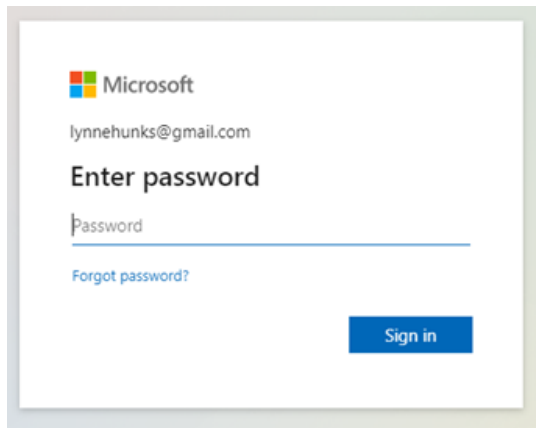 Microsoft
lynnehunks@gmail.com
Enter password
Password
Forgot password?
Sign in